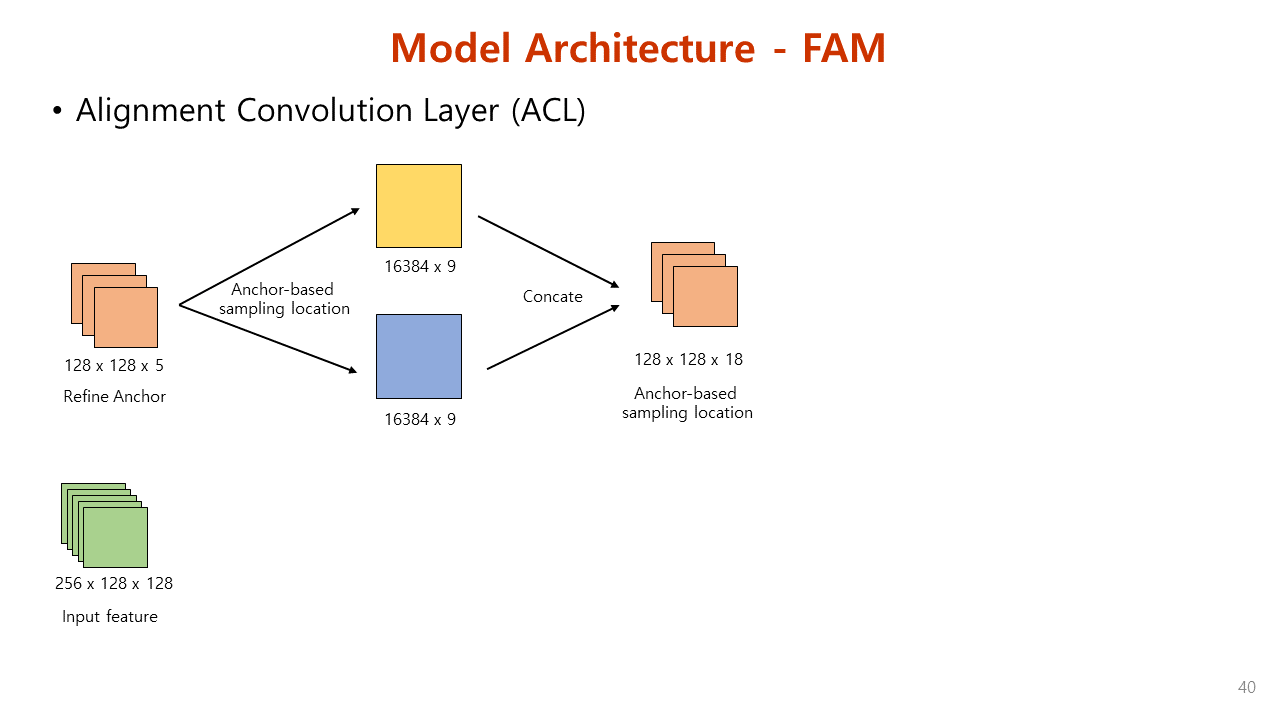 Model Architecture - FAM
• Alignment Convolution Layer (ACL)
16384 x 9
Anchor-based
sampling location
Concate
16384 x 9
128 x 128 x 5
Refine Anchor
128 x 128 x 18
Anchor-based
sampling location
256 x 128 x 128
Input feature
40